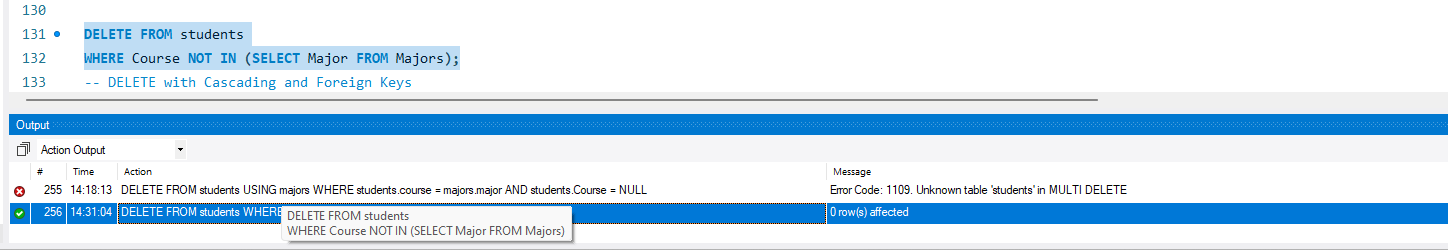 130
131 DELETE FROM students
132 WHERE Course NOT IN (SELECT Major FROM Majors);
133 -- DELETE with Cascading and Foreign Keys
Output
Action Output
# Time Action Message
255 14:18:13 DELETE FROM students USING majors WHERE students.course = majors.major AND students.Course = NULL Error Code: 1109. Unknown table 'students' in MULTI DELETE
256 14:31:04 DELETE FROM students WHERE 0 row(s) affected
DELETE FROM students
WHERE Course NOT IN (SELECT Major FROM Majors)